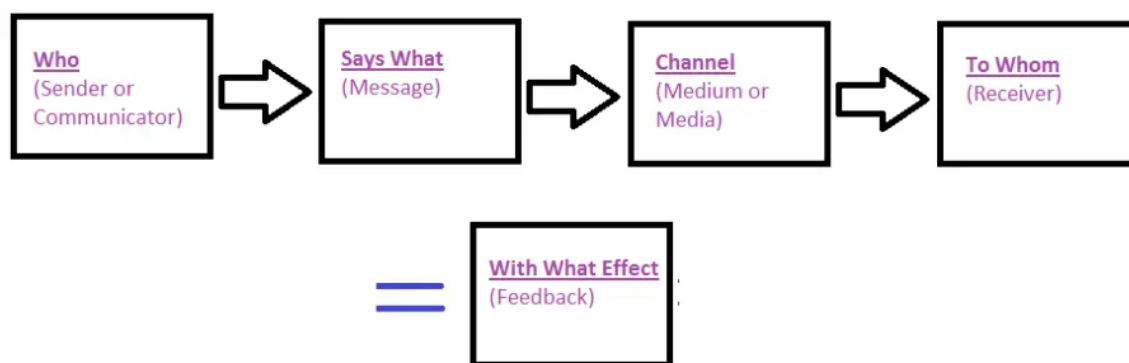 Who
(Sender or
Communicator)
Says What
(Message)
Channel
(Medium or
Media)
To Whom
(Receiver)
With What Effect
(Feedback)